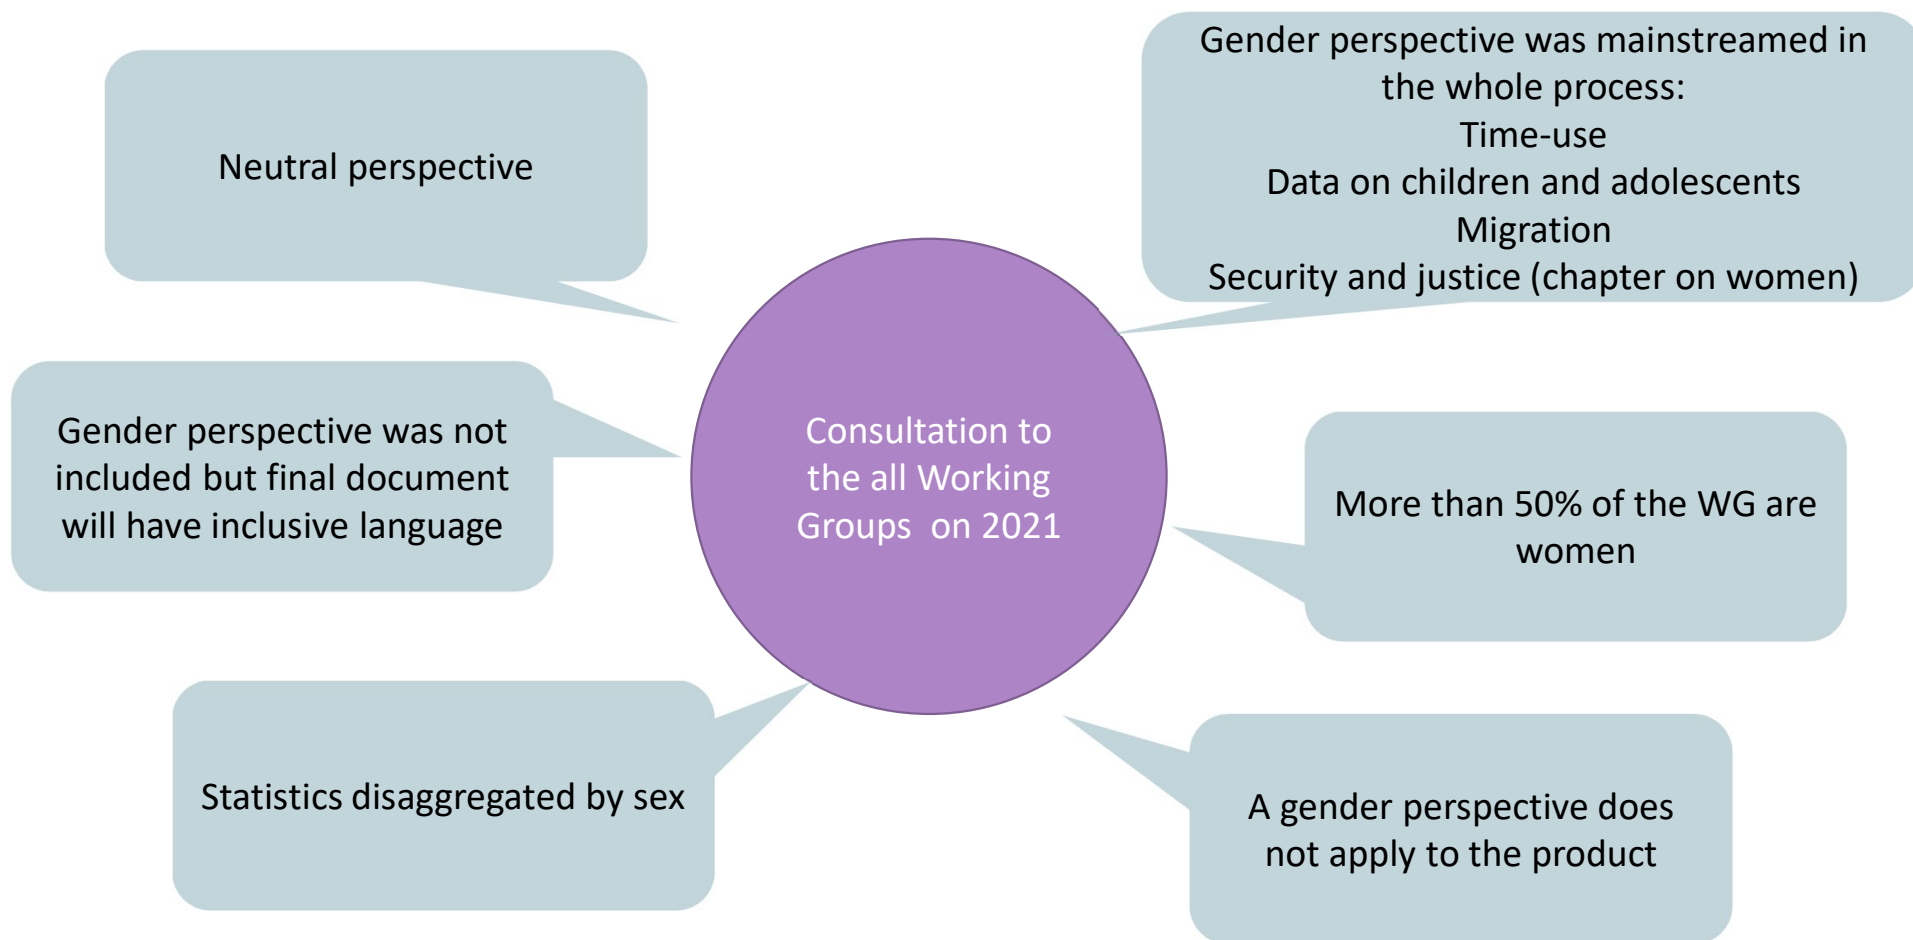 Neutral perspective
Gender perspective was mainstreamed in
the whole process:
Time-use
Data on children and adolescents
Migration
Security and justice (chapter on women)
Gender perspective was not
included but final document
will have inclusive language
Consultation to
the all Working
Groups  on 2021
More than 50% of the WG are
women
Statistics disaggregated by sex
A gender perspective does
not apply to the product